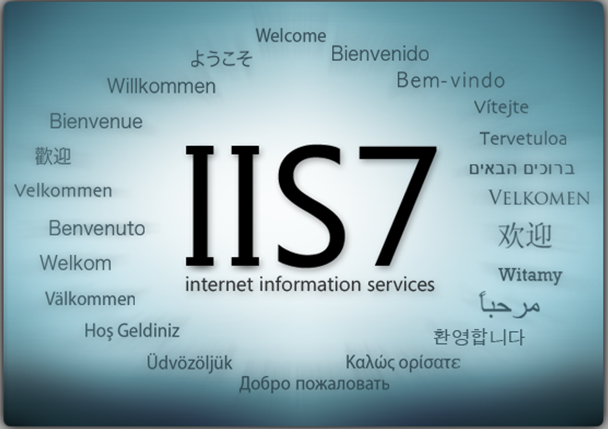 Welcome
ようこそ
Bienvenido
Willkommen
Bem-vindo
Vítejte
Bienvenue
Tervetuloa
歡迎
ברוכים הבאים
Velkommen
VELKOMEN
IIS7
internet information services
Benvenuto
欢迎
Welkom
Witamy
Välkommen
مرحباً
Hoş Geldiniz
환영합니다
Üdvözöljük
Καλώς ορίσατε
Добро пожаловать